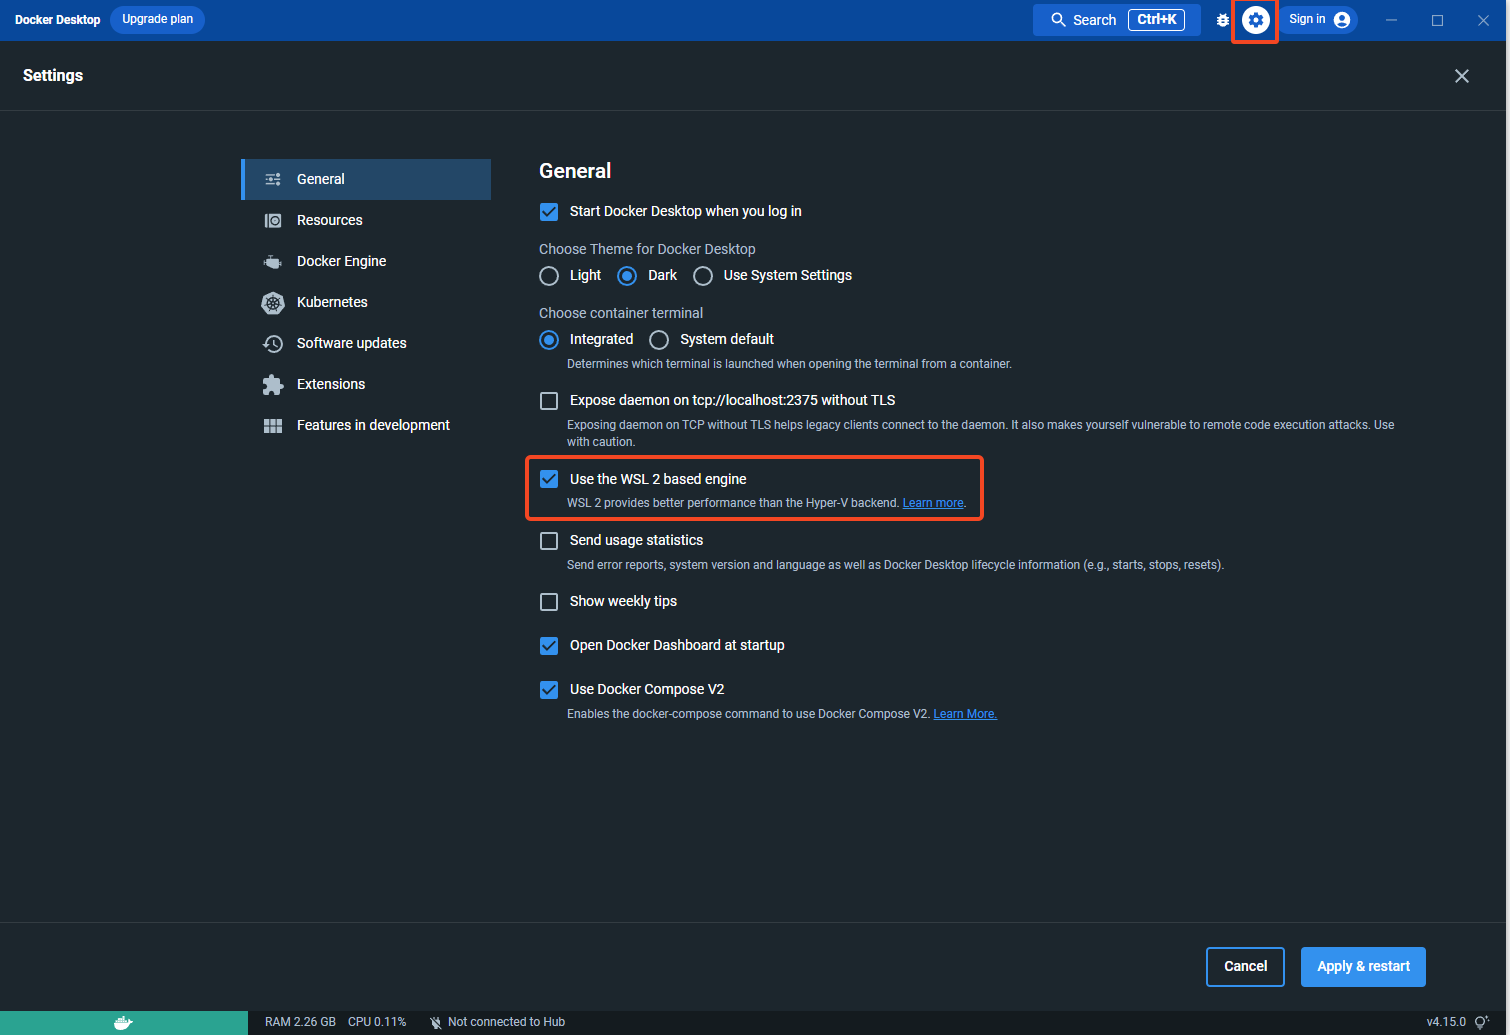 Docker Desktop Upgrade plan Search Ctrl+K Sign in
Settings
General
Resources
Docker Engine
Kubernetes
Software updates
Extensions
Features in development
General
Start Docker Desktop when you log in
Choose Theme for Docker Desktop
Light Dark Use System Settings
Choose container terminal
Integrated System default
Determines which terminal is launched when opening the terminal from a container.
Expose daemon on tcp://localhost:2375 without TLS
Exposing daemon on TCP without TLS helps legacy clients connect to the daemon. It also makes yourself vulnerable to remote code execution attacks. Use
with caution.
Use the WSL 2 based engine
WSL 2 provides better performance than the Hyper-V backend. Learn more.
Send usage statistics
Send error reports, system version and language as well as Docker Desktop lifecycle information (e.g., starts, stops, resets).
Show weekly tips
Open Docker Dashboard at startup
Use Docker Compose V2
Enables the docker-compose command to use Docker Compose V2. Learn More.
Cancel Apply & restart
RAM 2.26 GB CPU 0.11% Not connected to Hub v4.15.0